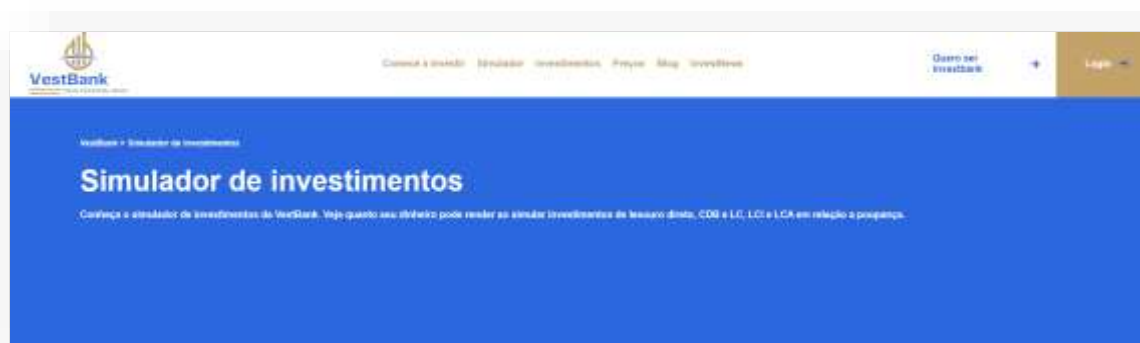 VestBank
Comece a investir Simulador Investimentos Preços Blog InvestNews
Quero ser
investbank
+
Login
VestBank > Simulador de investimentos
Simulador de investimentos
Conheça o simulador de investimentos da VestBank. Veja quanto seu dinheiro pode render ao simular investimentos de tesouro direto, CDB e LC, LCI e LCA em relação a poupança.